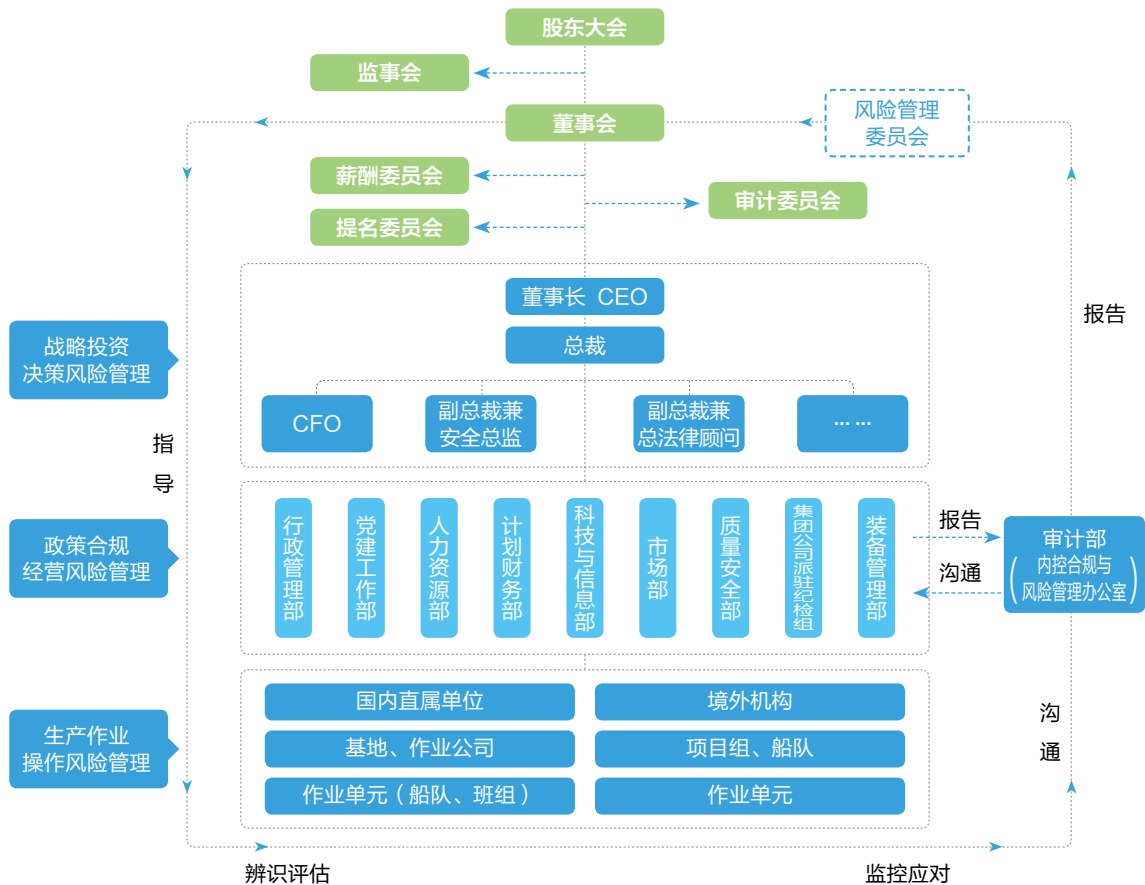 股东大会
监事会
董事会
风险管理
委员会
薪酬委员会
审计委员会
提名委员会
董事长 CEO
总裁
CFO
副总裁兼
安全总监
副总裁兼
总法律顾问
... ...
战略投资
决策风险管理
指
导
报告
政策合规
经营风险管理
行政管理部
党建工作部
人力资源部
计划财务部
科技与信息部
市场部
质量安全部
集团公司派驻纪检组
装备管理部
报告
沟通
审计部
(内控合规与
风险管理办公室)
生产作业
操作风险管理
国内直属单位
境外机构
基地、作业公司
项目组、船队
作业单元（船队、班组）
作业单元
沟
通
辨识评估
监控应对